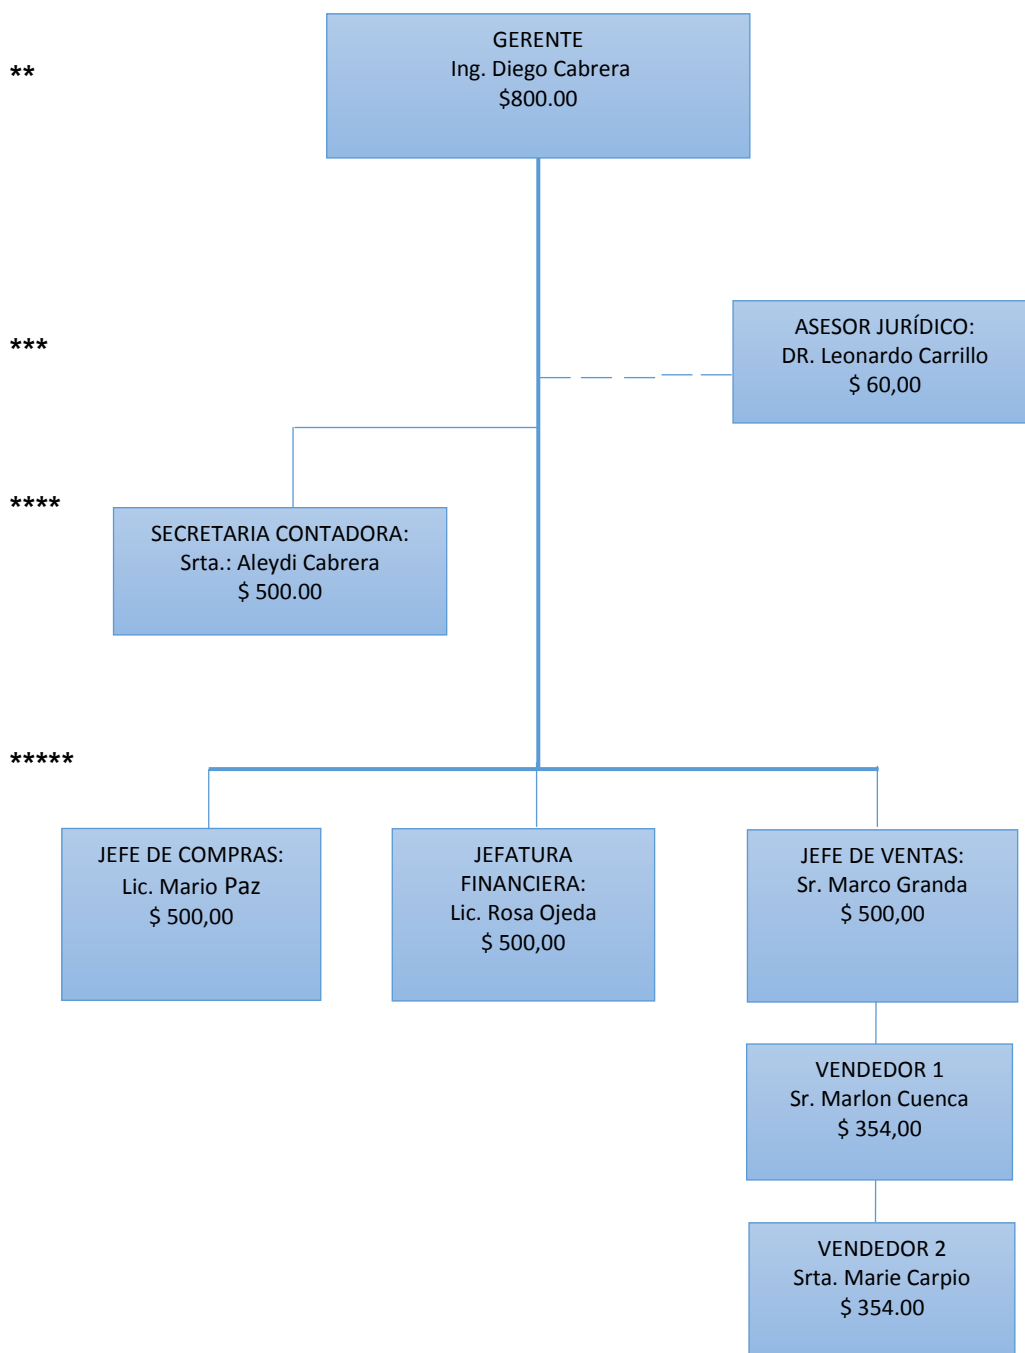 **
GERENTE
Ing. Diego Cabrera
$800.00
***
ASESOR JURÍDICO:
DR. Leonardo Carrillo
$ 60,00
****
SECRETARIA CONTADORA:
Srta.: Aleydi Cabrera
$ 500.00
*****
JEFE DE COMPRAS:
Lic. Mario Paz
$ 500,00
JEFATURA
FINANCIERA:
Lic. Rosa Ojeda
$ 500,00
JEFE DE VENTAS:
Sr. Marco Granda
$ 500,00
VENDEDOR 1
Sr. Marlon Cuenca
$ 354,00
VENDEDOR 2
Srta. Marie Carpio
$ 354.00